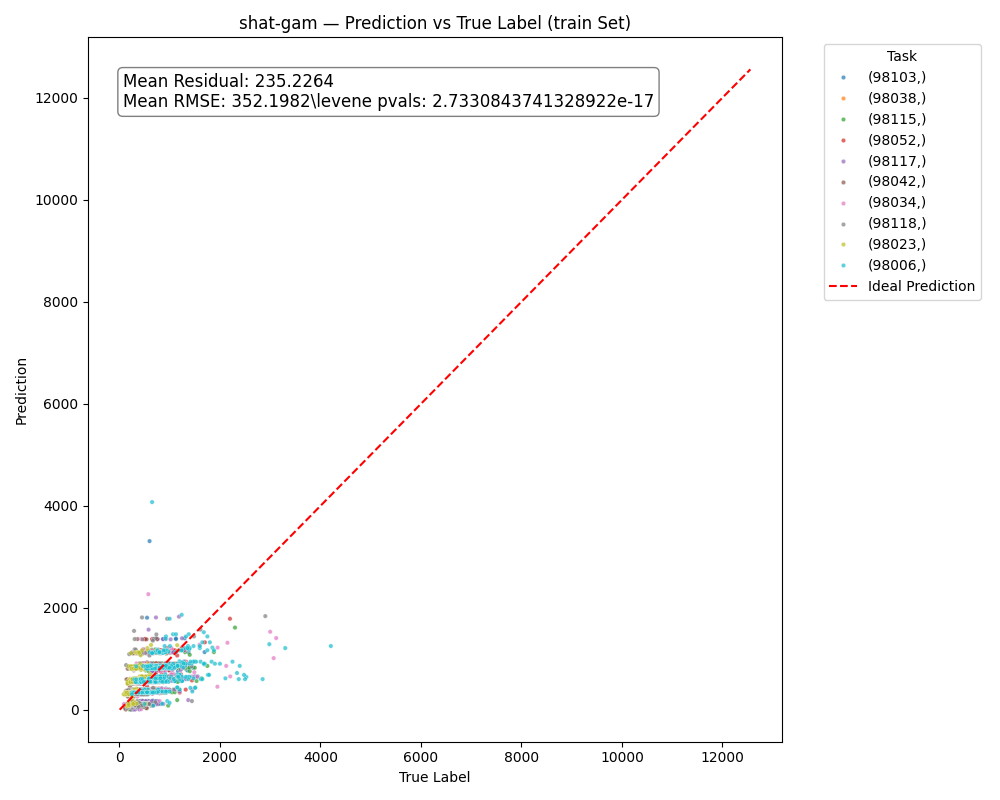 shat-gam — Prediction vs True Label (train Set)
Mean Residual: 235.2264
Mean RMSE: 352.1982\levene pvals: 2.7330843741328922e-17
Task
(98103,)
(98038,)
(98115,)
(98052,)
(98117,)
(98042,)
(98034,)
(98118,)
(98023,)
(98006,)
Ideal Prediction
Prediction
12000
10000
8000
6000
4000
2000
0
0 2000 4000 6000 8000 10000 12000
True Label